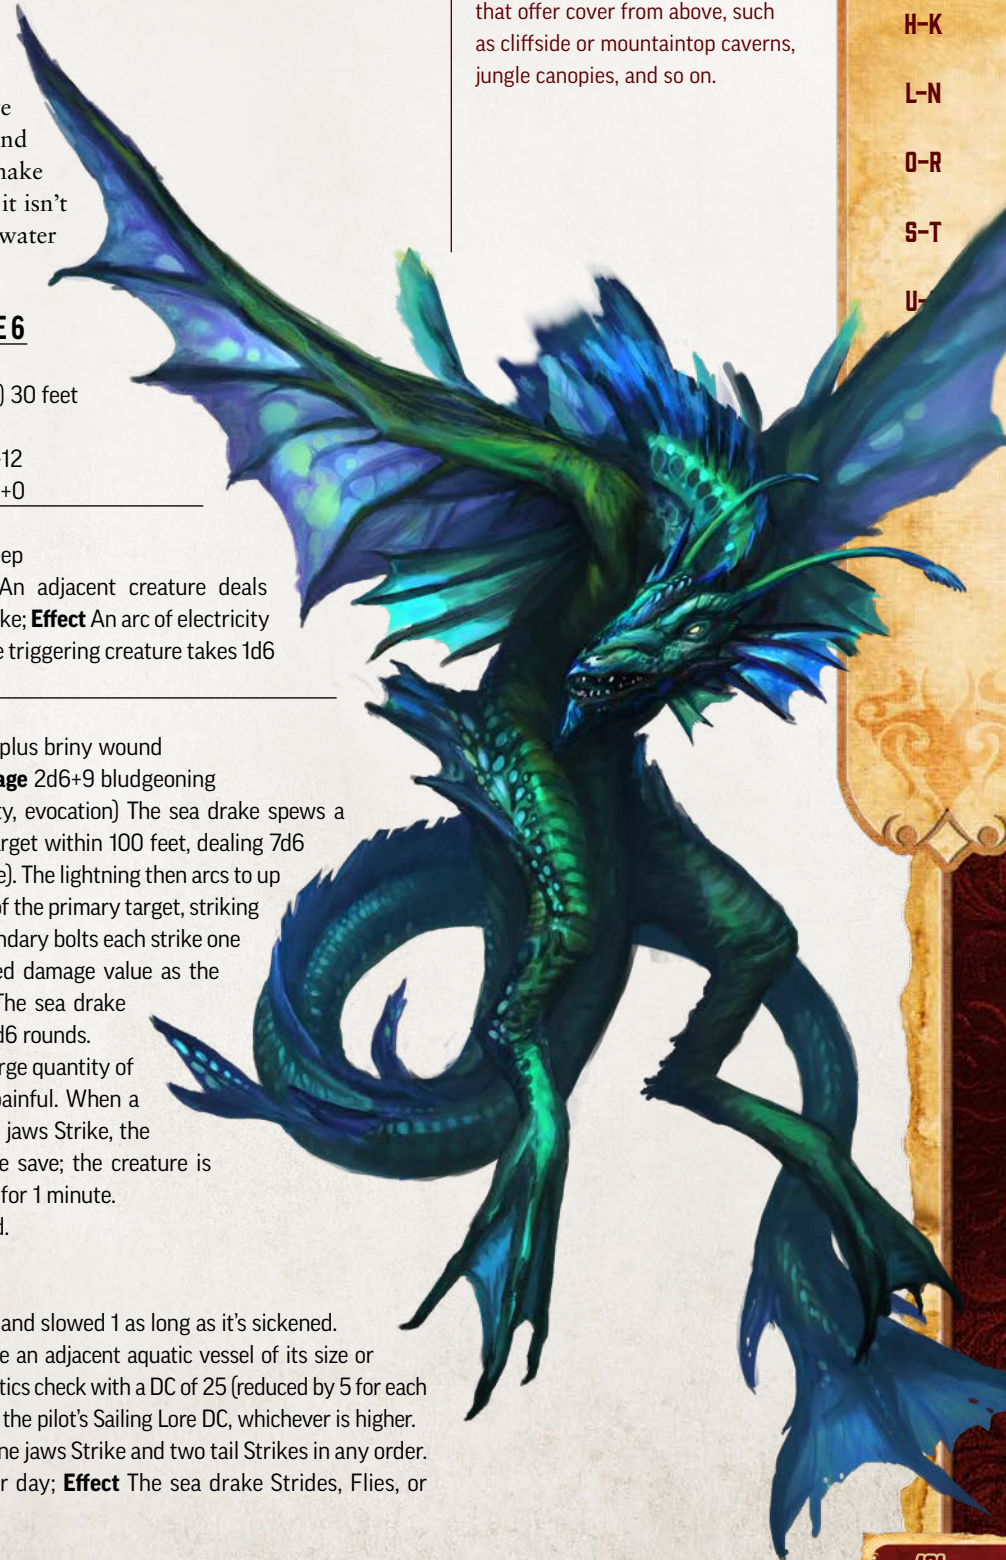 that offer cover from above, such
as cliffside or mountaintop caverns,
jungle canopies, and so on.
H–K
L–N
O–R
S–T
U-
e
nd
make
it isn't
water
E 6
) 30 feet
12
+0
ep
An adjacent creature deals
ke; Effect An arc of electricity
e triggering creature takes 1d6
plus briny wound
age 2d6+9 bludgeoning
ty, evocation) The sea drake spews a
arget within 100 feet, dealing 7d6
e). The lightning then arcs to up
of the primary target, striking
ndary bolts each strike one
ed damage value as the
The sea drake
d6 rounds.
rge quantity of
painful. When a
jaws Strike, the
e save; the creature is
for 1 minute.
d.
and slowed 1 as long as it's sickened.
e an adjacent aquatic vessel of its size or
tics check with a DC of 25 (reduced by 5 for each
the pilot's Sailing Lore DC, whichever is higher.
ne jaws Strike and two tail Strikes in any order.
r day; Effect The sea drake Strides, Flies, or